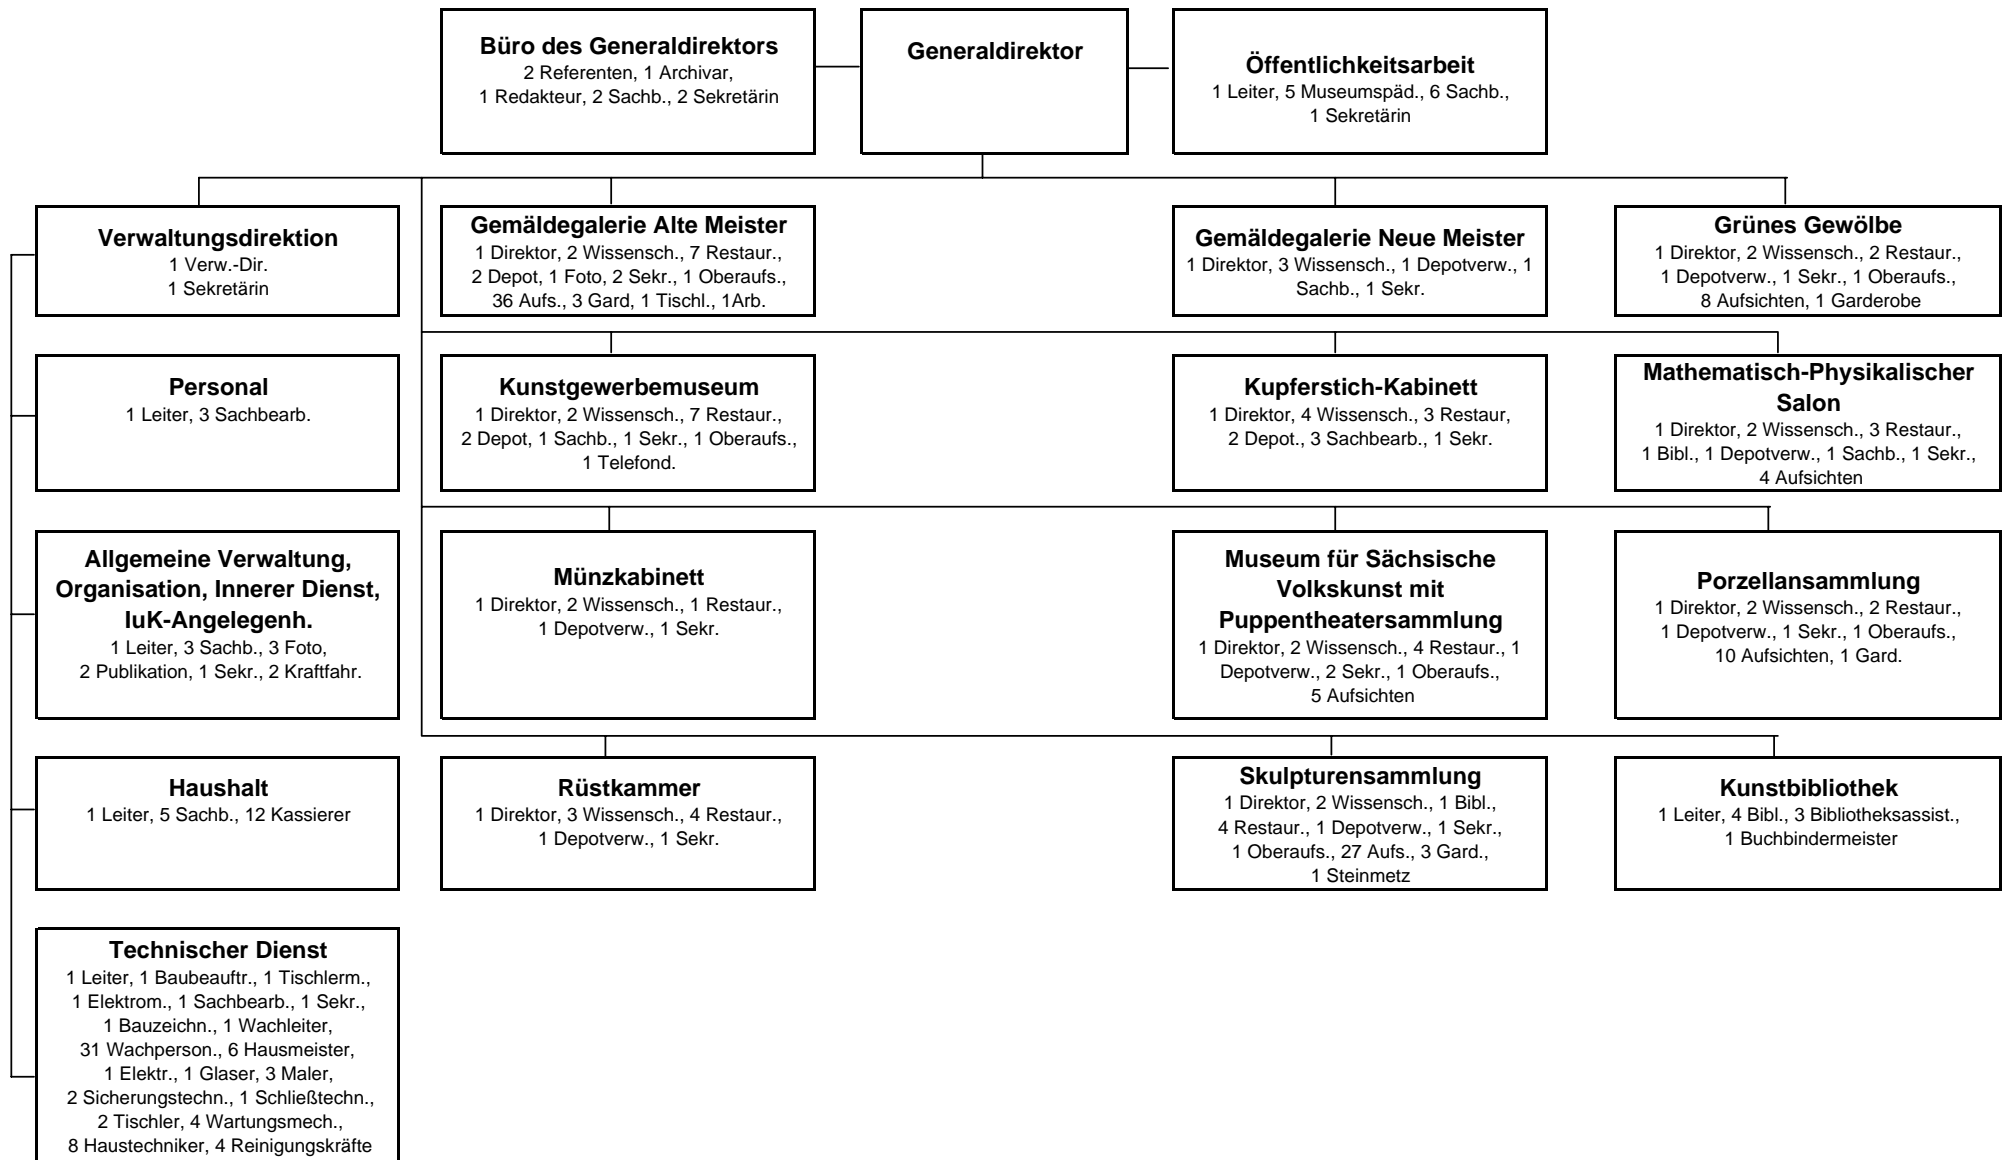 Büro des Generaldirektors
2 Referenten, 1 Archivar,
1 Redakteur, 2 Sachb., 2 Sekretärin
Generaldirektor
Öffentlichkeitsarbeit
1 Leiter, 5 Museumspäd., 6 Sachb.,
1 Sekretärin
Verwaltungsdirektion
1 Verw.-Dir.
1 Sekretärin
Gemäldegalerie Alte Meister
1 Direktor, 2 Wissensch., 7 Restaur.,
2 Depot, 1 Foto, 2 Sekr., 1 Oberaufs.,
36 Aufs., 3 Gard, 1 Tischl., 1Arb.
Gemäldegalerie Neue Meister
1 Direktor, 3 Wissensch., 1 Depotverw., 1
Sachb., 1 Sekr.
Grünes Gewölbe
1 Direktor, 2 Wissensch., 2 Restaur.,
1 Depotverw., 1 Sekr., 1 Oberaufs.,
8 Aufsichten, 1 Garderobe
Personal
1 Leiter, 3 Sachbearb.
Kunstgewerbemuseum
1 Direktor, 2 Wissensch., 7 Restaur.,
2 Depot, 1 Sachb., 1 Sekr., 1 Oberaufs.,
1 Telefond.
Kupferstich-Kabinett
1 Direktor, 4 Wissensch., 3 Restaur,
2 Depot., 3 Sachbearb., 1 Sekr.
Mathematisch-Physikalischer
Salon
1 Direktor, 2 Wissensch., 3 Restaur.,
1 Bibl., 1 Depotverw., 1 Sachb., 1 Sekr.,
4 Aufsichten
Allgemeine Verwaltung,
Organisation, Innerer Dienst,
IuK-Angelegenh.
1 Leiter, 3 Sachb., 3 Foto,
2 Publikation, 1 Sekr., 2 Kraftfahr.
Münzkabinett
1 Direktor, 2 Wissensch., 1 Restaur.,
1 Depotverw., 1 Sekr.
Museum für Sächsische
Volkskunst mit
Puppentheatersammlung
1 Direktor, 2 Wissensch., 4 Restaur., 1
Depotverw., 2 Sekr., 1 Oberaufs.,
5 Aufsichten
Porzellansammlung
1 Direktor, 2 Wissensch., 2 Restaur.,
1 Depotverw., 1 Sekr., 1 Oberaufs.,
10 Aufsichten, 1 Gard.
Haushalt
1 Leiter, 5 Sachb., 12 Kassierer
Rüstkammer
1 Direktor, 3 Wissensch., 4 Restaur.,
1 Depotverw., 1 Sekr.
Skulpturensammlung
1 Direktor, 2 Wissensch., 1 Bibl.,
4 Restaur., 1 Depotverw., 1 Sekr.,
1 Oberaufs., 27 Aufs., 3 Gard.,
1 Steinmetz
Kunstbibliothek
1 Leiter, 4 Bibl., 3 Bibliotheksassist.,
1 Buchbindermeister
Technischer Dienst
1 Leiter, 1 Baubeauftr., 1 Tischlerm.,
1 Elektrom., 1 Sachbearb., 1 Sekr.,
1 Bauzeichn., 1 Wachleiter,
31 Wachperson., 6 Hausmeister,
1 Elektr., 1 Glaser, 3 Maler,
2 Sicherungstechn., 1 Schließtechn.,
2 Tischler, 4 Wartungsmech.,
8 Haustechniker, 4 Reinigungskräfte